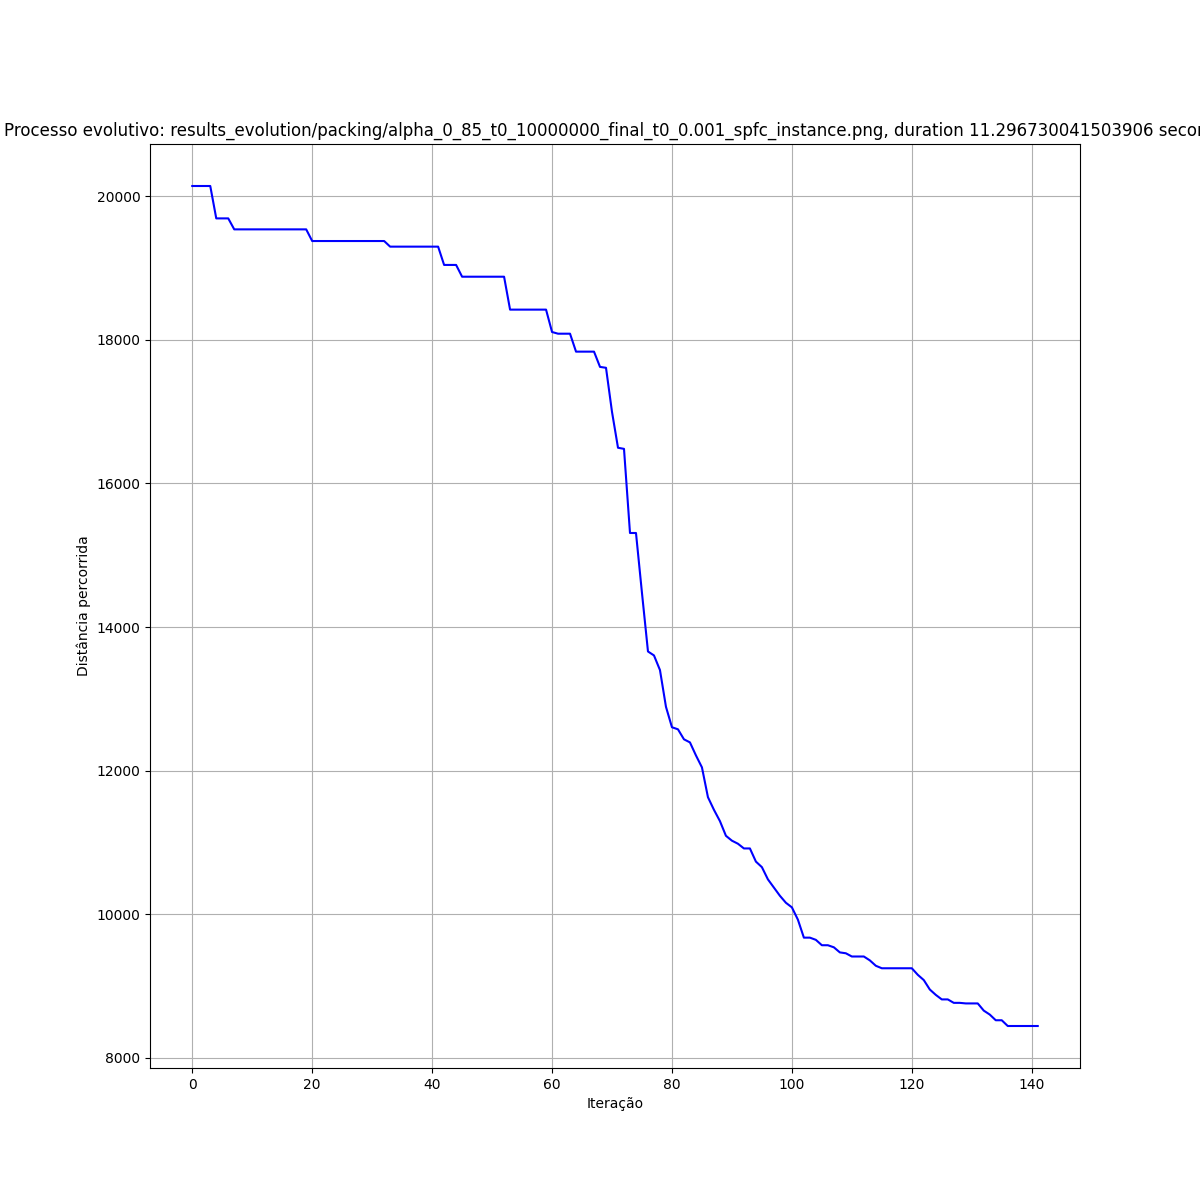 Processo evolutivo: results_evolution/packing/alpha_0_85_t0_10000000_final_t0_0.001_spfc_instance.png, duration 11.296730041503906 secon
20000
18000
16000
14000
12000
10000
8000
Distância percorrida
0 20 40 60 80 100 120 140
Iteração